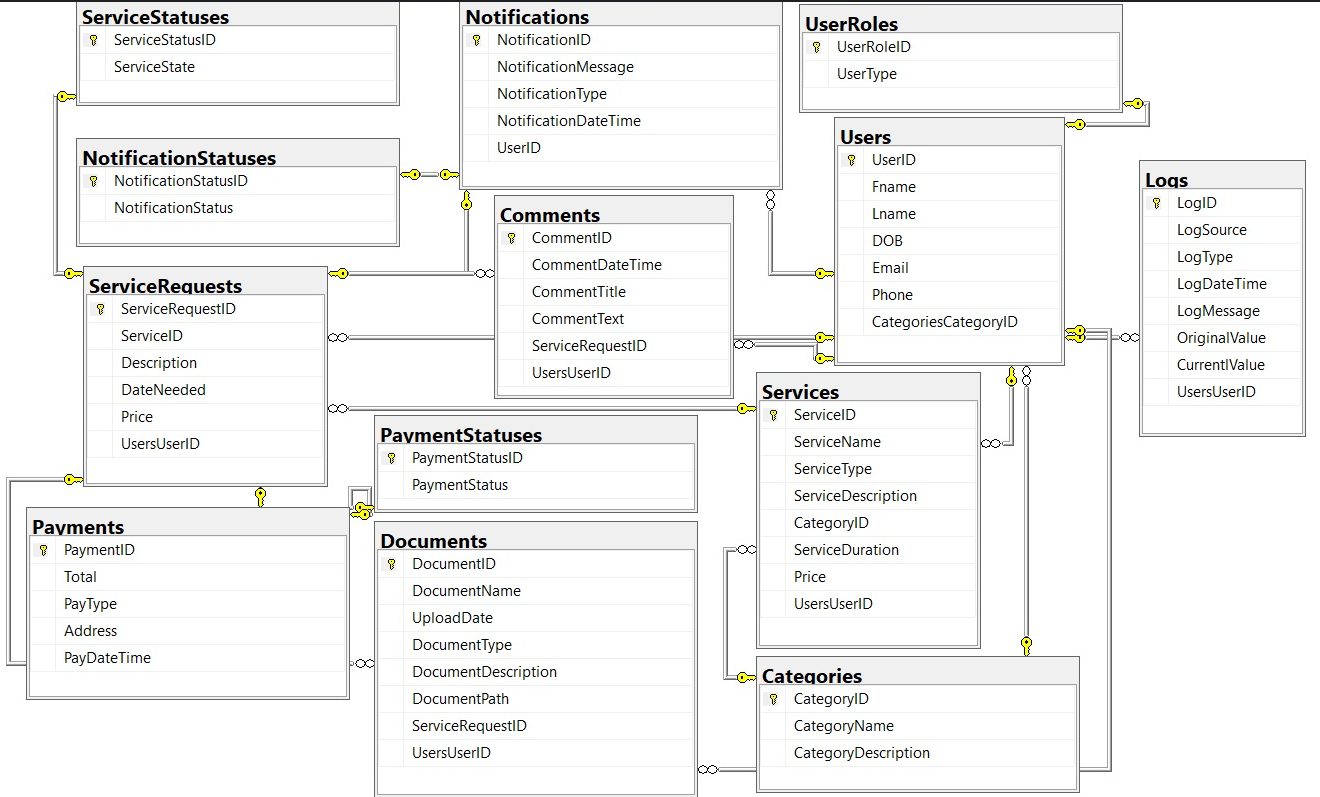 ServiceStatuses
ServiceStatusID
ServiceState
Notifications
NotificationID
NotificationMessage
NotificationType
NotificationDateTime
UserID
UserRoles
UserRoleID
UserType
NotificationStatuses
NotificationStatusID
NotificationStatus
Users
UserID
Fname
Lname
DOB
Email
Phone
CategoriesCategoryID
Logs
LogID
LogSource
LogType
LogDateTime
LogMessage
OriginalValue
CurrentlValue
UsersUserID
Comments
CommentID
CommentDateTime
CommentTitle
CommentText
ServiceRequestID
UsersUserID
ServiceRequests
ServiceRequestID
ServiceID
Description
DateNeeded
Price
UsersUserID
Services
ServiceID
ServiceName
ServiceType
ServiceDescription
CategoryID
ServiceDuration
Price
UsersUserID
PaymentStatuses
PaymentStatusID
PaymentStatus
Payments
PaymentID
Total
PayType
Address
PayDateTime
Documents
DocumentID
DocumentName
UploadDate
DocumentType
DocumentDescription
DocumentPath
ServiceRequestID
UsersUserID
Categories
CategoryID
CategoryName
CategoryDescription